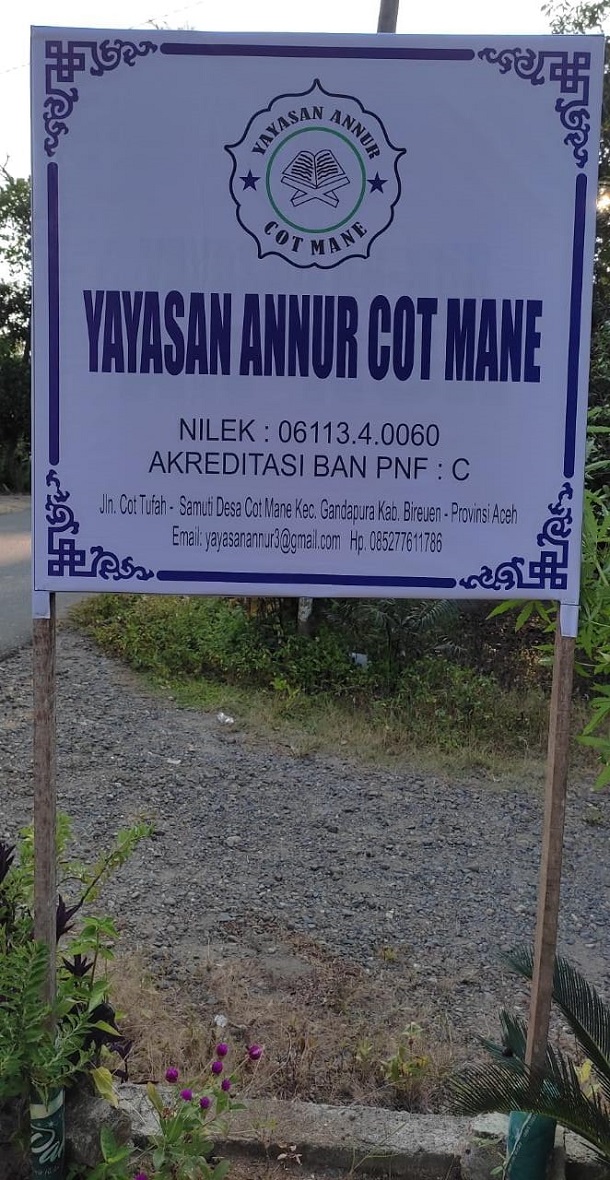 YAYASAN ANNUR
COT MANE
YAYASAN ANNUR COT MANE
NILEK : 06113.4.0060
AKREDITASI BAN PNF : C
Jln. Cot Tufah - Samuti Desa Cot Mane Kec. Gandapura Kab. Bireuen - Provinsi Aceh
Email: yayasanannur3@gmail.com Hp. 085277611786